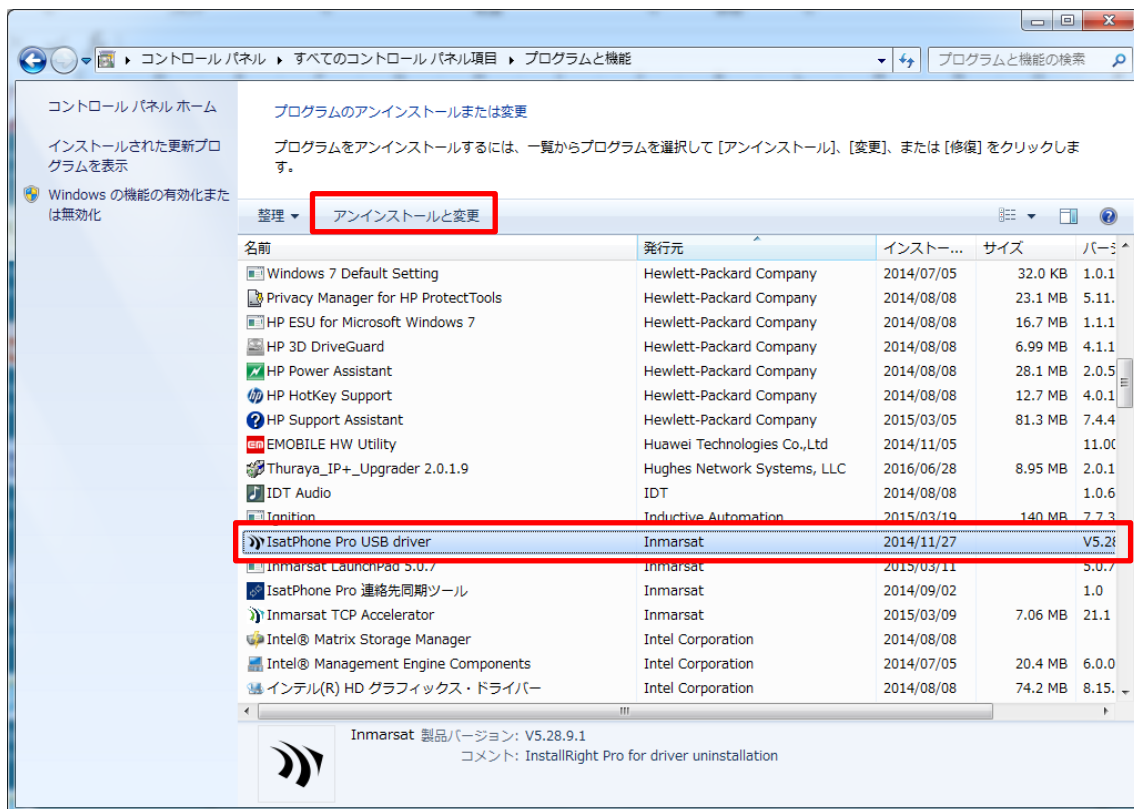 コントロール パネル ▸ すべてのコントロール パネル項目 ▸ プログラムと機能
プログラムと機能の検索
コントロール パネル ホーム
インストールされた更新プロ
グラムを表示
Windows の機能の有効化また
は無効化
プログラムのアンインストールまたは変更
プログラムをアンインストールするには、一覧からプログラムを選択して [アンインストール]、[変更]、または [修復] をクリックしま
す。
整理 ▼ アンインストールと変更
名前 発行元 インストー... サイズ バージ
Windows 7 Default Setting Hewlett-Packard Company 2014/07/05 32.0 KB 1.0.1
Privacy Manager for HP ProtectTools Hewlett-Packard Company 2014/08/08 23.1 MB 5.11.
HP ESU for Microsoft Windows 7 Hewlett-Packard Company 2014/08/08 16.7 MB 1.1.1
HP 3D DriveGuard Hewlett-Packard Company 2014/08/08 6.99 MB 4.1.1
HP Power Assistant Hewlett-Packard Company 2014/08/08 28.1 MB 2.0.5
HP HotKey Support Hewlett-Packard Company 2014/08/08 12.7 MB 4.0.1
HP Support Assistant Hewlett-Packard Company 2015/03/05 81.3 MB 7.4.4
EMOBILE HW Utility Huawei Technologies Co.,Ltd 2014/11/05 11.00
Thuraya_IP+_Upgrader 2.0.1.9 Hughes Network Systems, LLC 2016/06/28 8.95 MB 2.0.1
IDT Audio IDT 2014/08/08 1.0.6
Ignition Inductive Automation 2015/03/19 140 MB 7.7.3
IsatPhone Pro USB driver Inmarsat 2014/11/27 V5.28
Inmarsat LaunchPad 5.0.7 Inmarsat 2015/03/11 5.0.7
IsatPhone Pro 連絡先同期ツール Inmarsat 2014/09/02 1.0
Inmarsat TCP Accelerator Inmarsat 2015/03/09 7.06 MB 21.1
Intel® Matrix Storage Manager Intel Corporation 2014/08/08
Intel® Management Engine Components Intel Corporation 2014/07/05 20.4 MB 6.0.0
インテル(R) HD グラフィックス・ドライバー Intel Corporation 2014/08/08 74.2 MB 8.15.
Inmarsat 製品バージョン: V5.28.9.1
コメント: InstallRight Pro for driver uninstallation